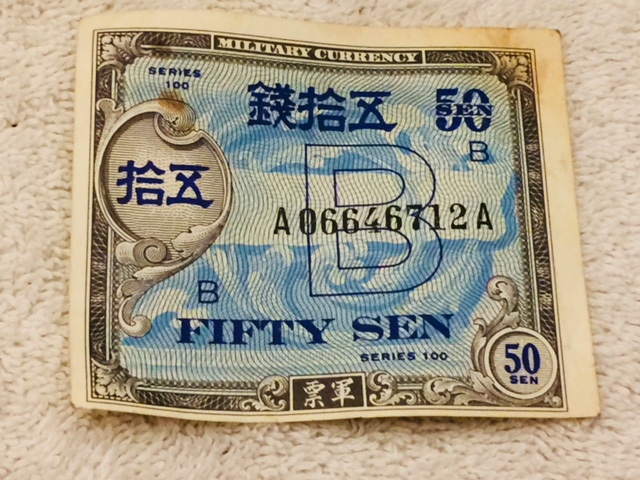 MILITARY CURRENCY
SERIES
100
錢拾五
50
SEN
B
拾五
B
A06646712A
B
FIFTY SEN
SERIES 100
50
SEN
票軍